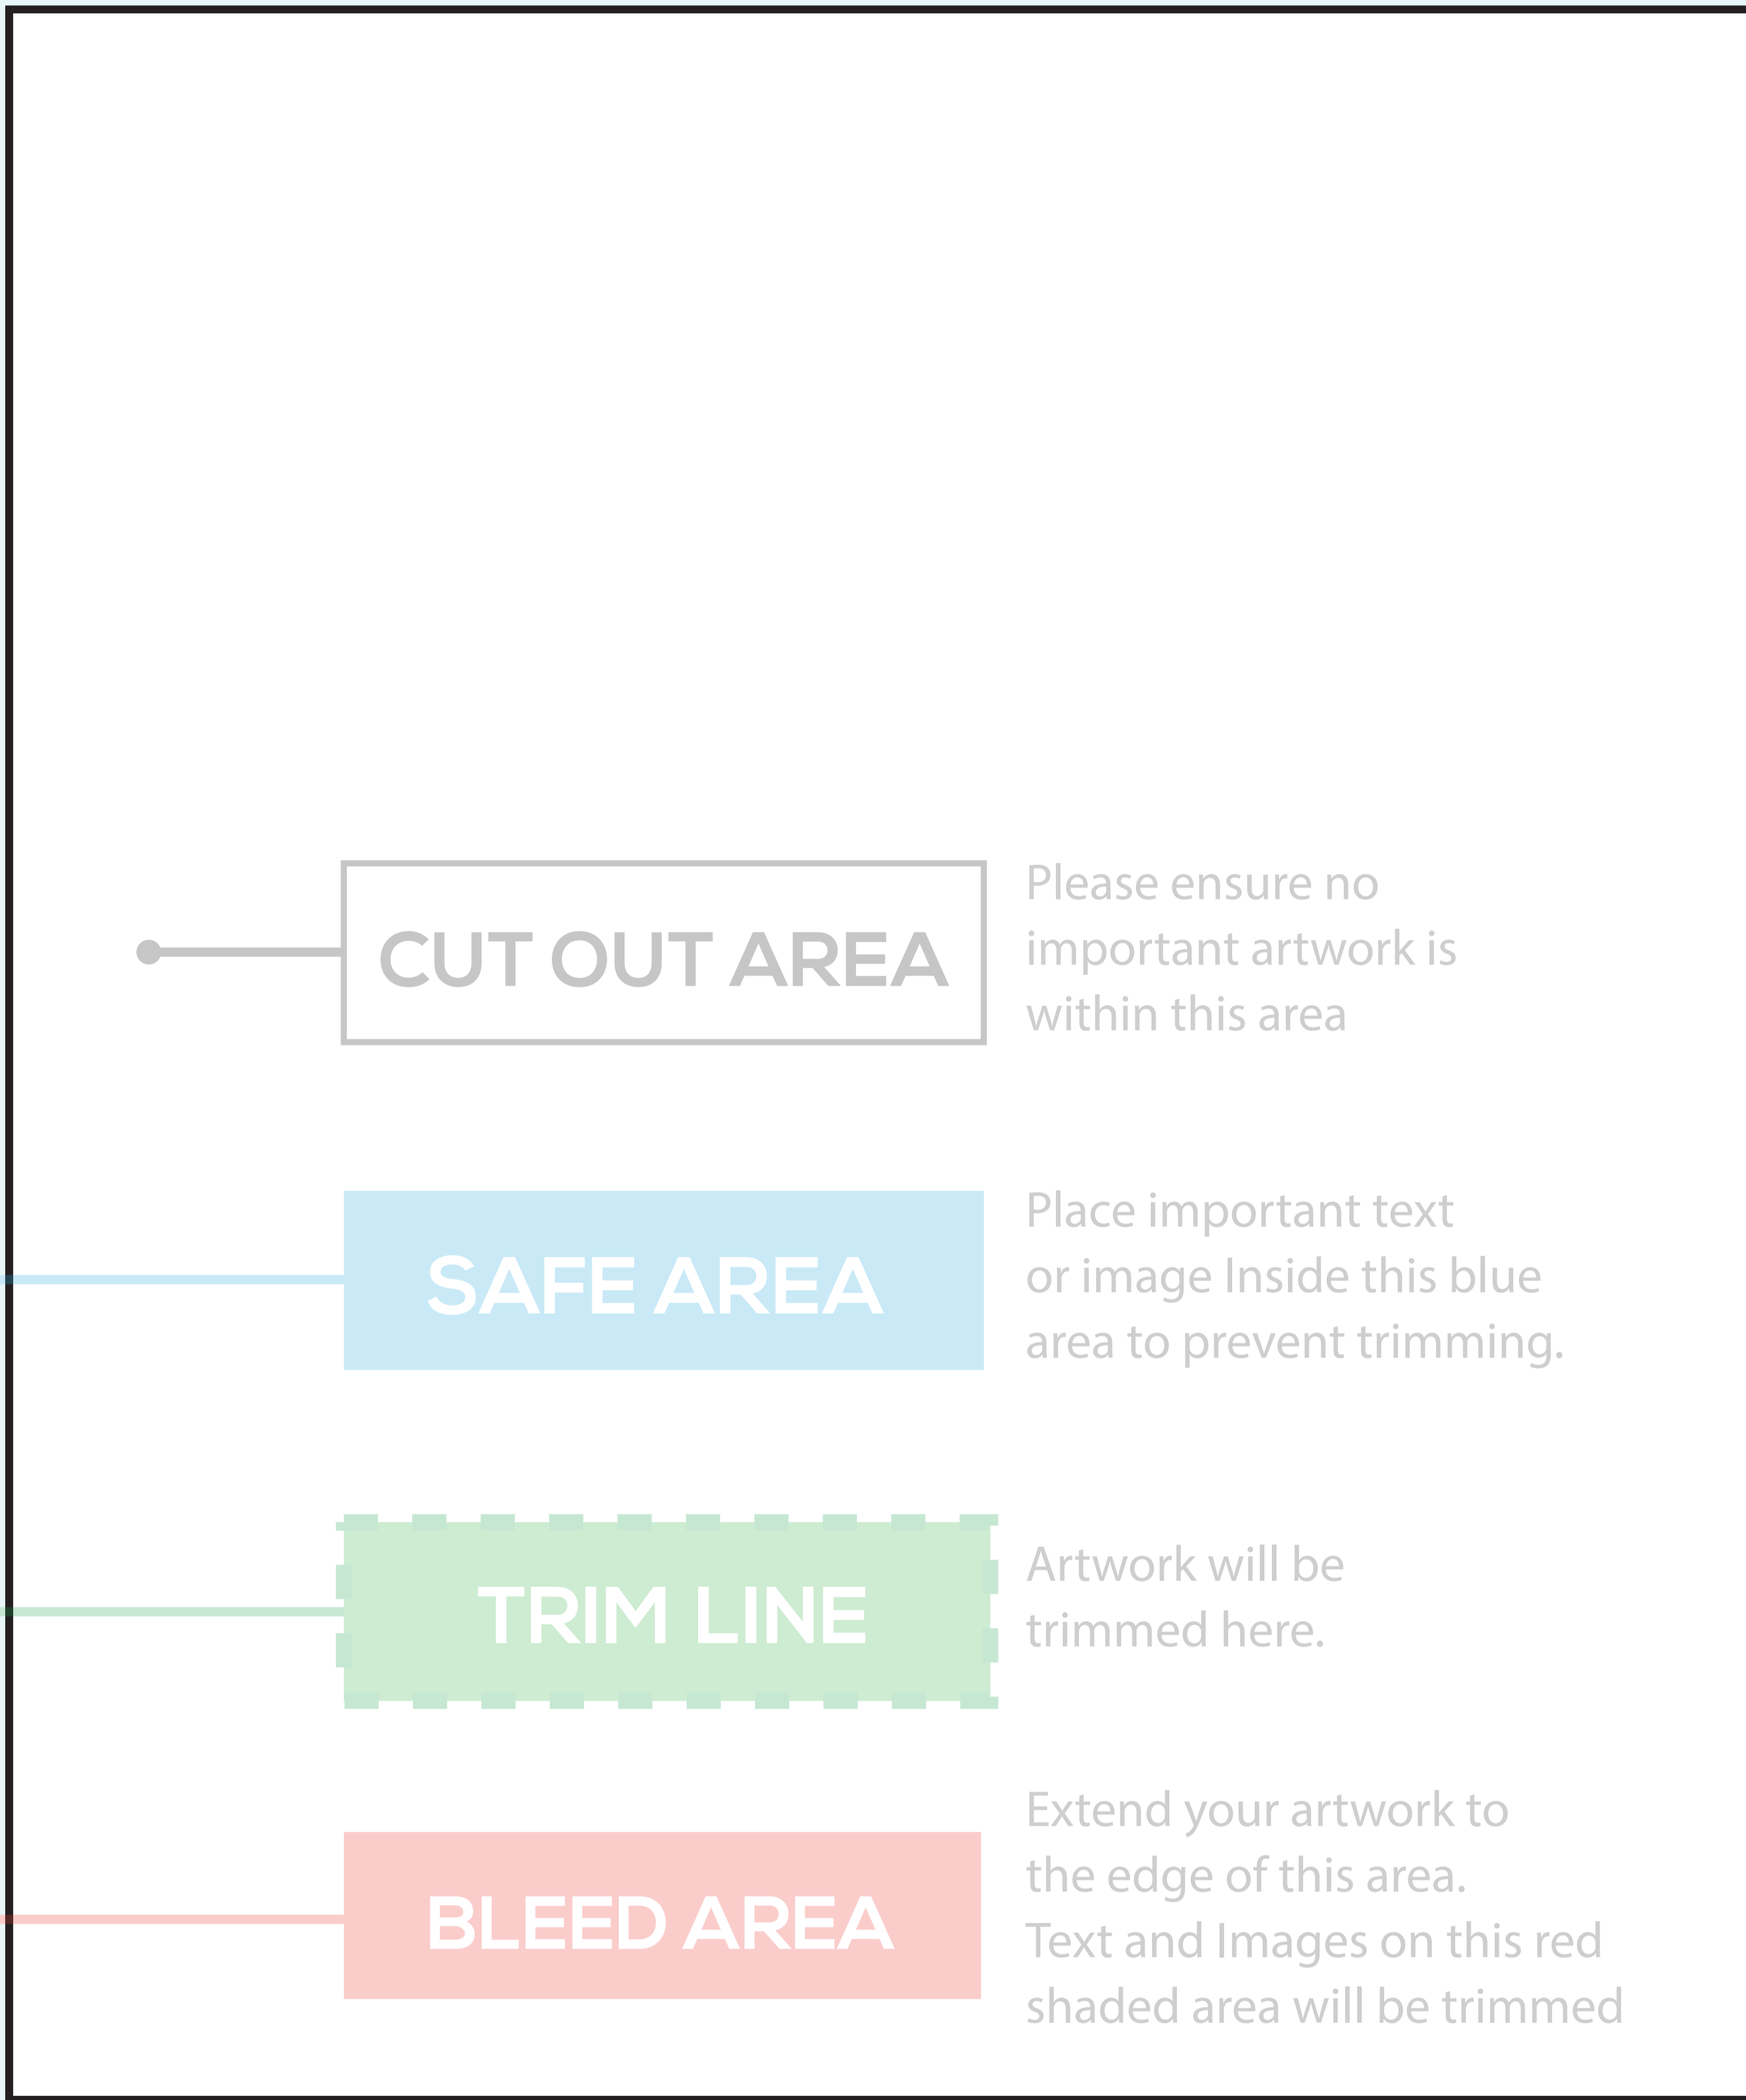 CUT OUT AREA
Please ensure no
important artwork is
within this area
SAFE AREA
Place important text
or image Inside this blue
area to prevent trimming.
TRIM LINE
Artwork will be
trimmed here.
BLEED AREA
Extend your artwork to
the edge of this area.
Text and Images on this red
shaded area will be trimmed